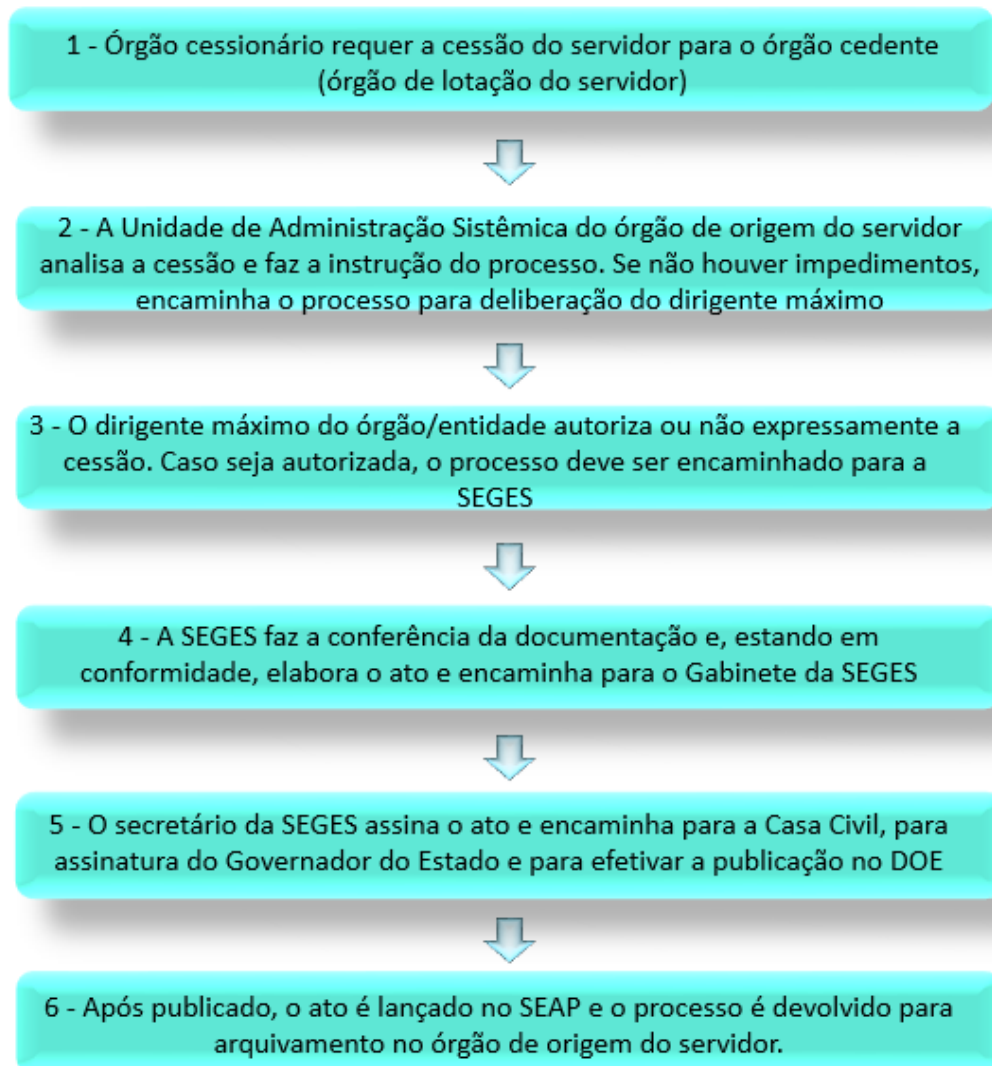 1 - Órgão cessionário requer a cessão do servidor para o órgão cedente
(órgão de lotação do servidor)
2 - A Unidade de Administração Sistêmica do órgão de origem do servidor
analisa a cessão e faz a instrução do processo. Se não houver impedimentos,
encaminha o processo para deliberação do dirigente máximo
3 - O dirigente máximo do órgão/entidade autoriza ou não expressamente a
cessão. Caso seja autorizada, o processo deve ser encaminhado para a
SEGES
4 - A SEGES faz a conferência da documentação e, estando em
conformidade, elabora o ato e encaminha para o Gabinete da SEGES
5 - O secretário da SEGES assina o ato e encaminha para a Casa Civil, para
assinatura do Governador do Estado e para efetivar a publicação no DOE
6 - Após publicado, o ato é lançado no SEAP e o processo é devolvido para
arquivamento no órgão de origem do servidor.